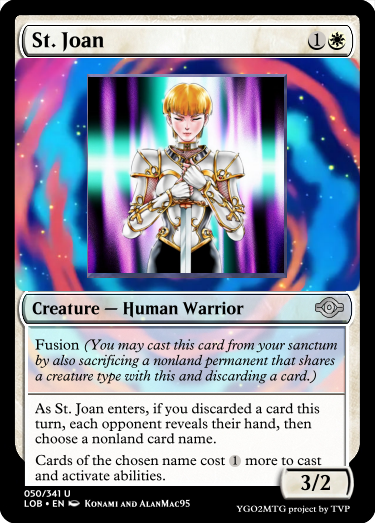 St. Joan 1
Creature — Human Warrior
Fusion (You may cast this card from your sanctum
by also sacrificing a nonland permanent that shares
a creature type with this and discarding a card.)
As St. Joan enters, if you discarded a card this
turn, each opponent reveals their hand, then
choose a nonland card name.
Cards of the chosen name cost 1 more to cast
and activate abilities.
3/2
050/341 U
LOB • EN Konami and AlanMac95
YGO2MTG project by TVP